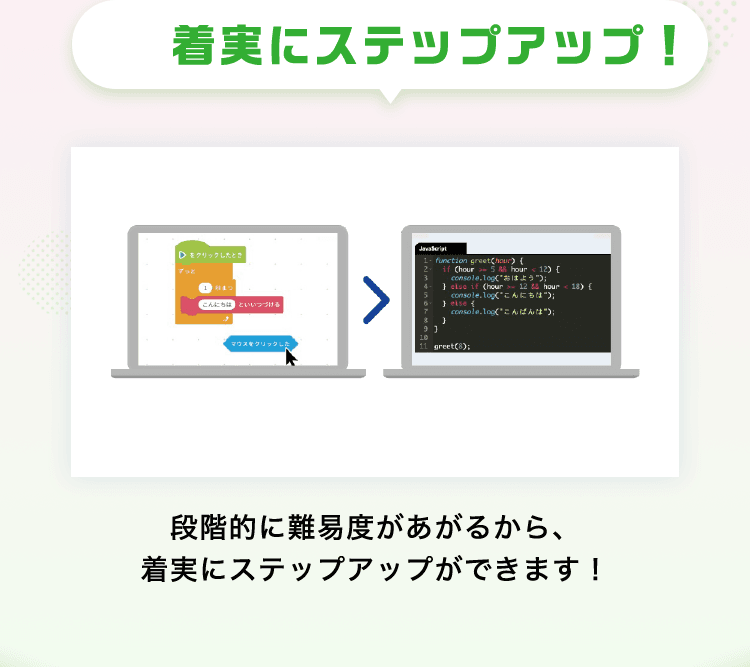 着実にステップアップ！
をクリックしたとき
ずっと
1 秒まつ
こんにちは といいつづける
マウスをクリックした
JavaScript
1 function greet(hour) {
2 if (hour >= 5 && hour < 12) {
3 console.log("おはよう");
4 } else if (hour >= 12 && hour < 18) {
5 console.log("こんにちは");
6 } else {
7 console.log("こんばんは");
8 }
9 }
10
11 greet(8);
段階的に難易度があがるから、
着実にステップアップができます！